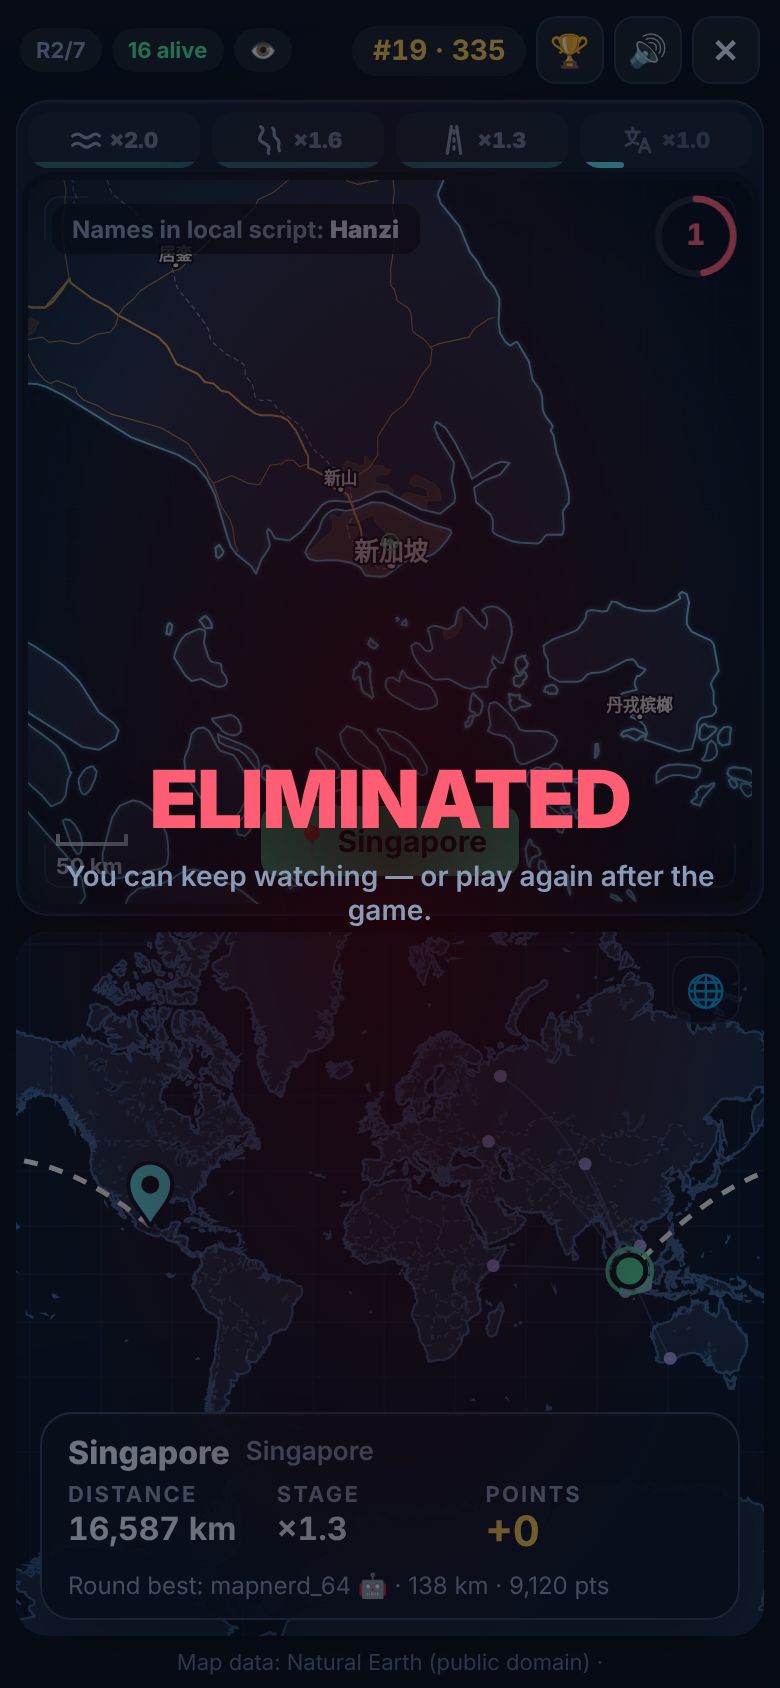 R2/7
16 alive
#19 · 335
×2.0
×1.6
×1.3
×1.0
Names in local script: Hanzi
1
居銮
新山
新加坡
丹戎槟榔
ELIMINATED
Singapore
50 km
You can keep watching — or play again after the
game.
Singapore Singapore
DISTANCE STAGE POINTS
16,587 km ×1.3 +0
Round best: mapnerd_64 🤖 · 138 km · 9,120 pts
Map data: Natural Earth (public domain) ·